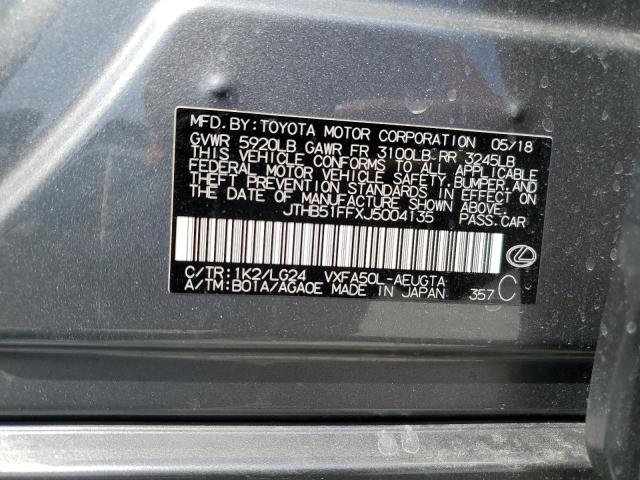 MFD. BY: TOYOTA MOTOR CORPORATION 05/18
GVWR 5920LB GAWR FR 3100LB RR 3245LB
THIS VEHICLE CONFORMS TO ALL APPLICABLE
FEDERAL MOTOR VEHICLE SAFETY, BUMPER, AND
THEFT PREVENTION STANDARDS IN EFFECT ON
THE DATE OF MANUFACTURE SHOWN ABOVE.
JTHB51FFXJ5004135 PASS.CAR
C/TR:1K2/LG24 VXFA50L-AEUGTA
A/TM:B01A/AGA0E MADE IN JAPAN 357 C